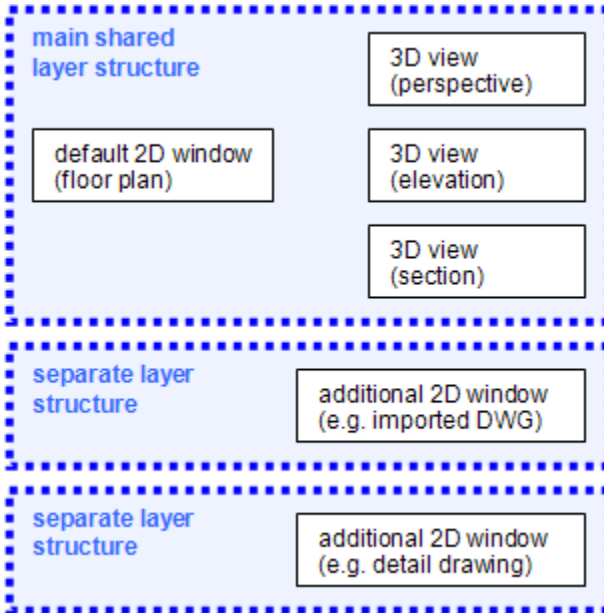 main shared
layer structure
3D view
(perspective)
default 2D window
(floor plan)
3D view
(elevation)
3D view
(section)
separate layer
structure
additional 2D window
(e.g. imported DWG)
separate layer
structure
additional 2D window
(e.g. detail drawing)